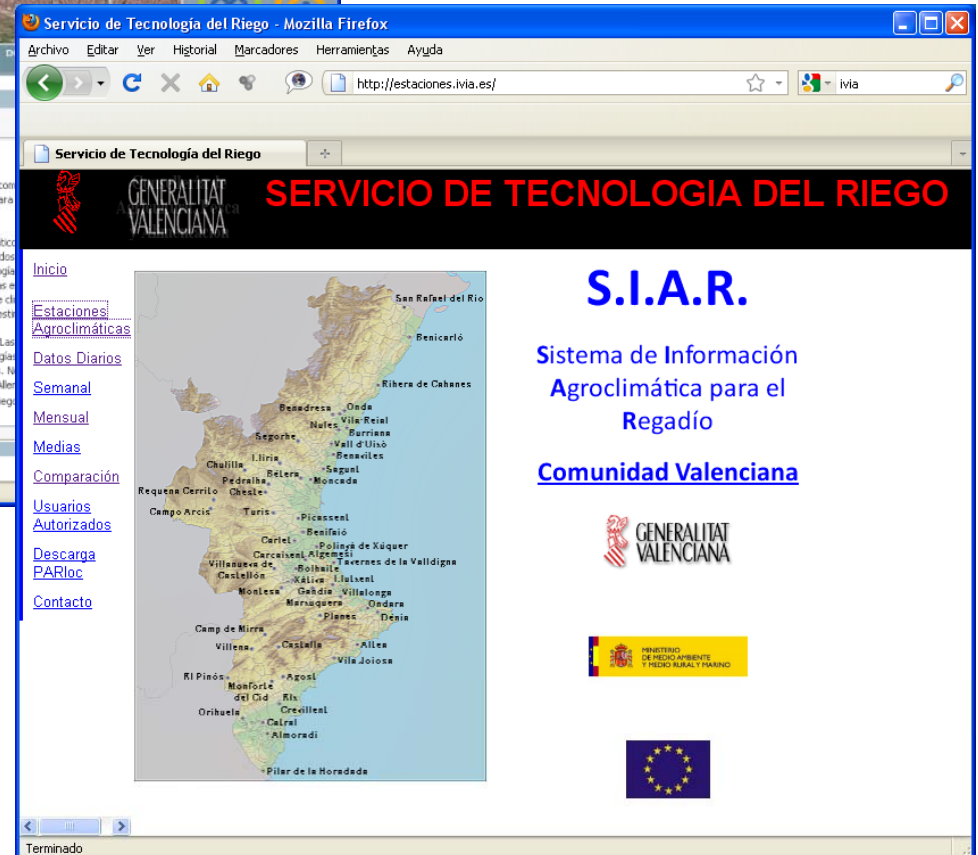 Servicio de Tecnología del Riego - Mozilla Firefox
Archivo Editar Ver Historial Marcadores Herramientas Ayuda
http://estaciones.ivia.es/
ivia
Servicio de Tecnología del Riego
GENERALITAT
VALENCIANA
SERVICIO DE TECNOLOGIA DEL RIEGO
Inicio
Estaciones
Agroclimáticas
Datos Diarios
Semanal
Mensual
Medias
Comparación
Usuarios
Autorizados
Descarga
PARloc
Contacto
San Rafael del Rio
Benicarló
Ribera de Cabanes
Benadresa Onda
Vila-Reial
Nules
Burriana
Segorbe
Vall d'Uixó
Benaviles
Lliria
Chulilla
Bétera
Sagunt
Pedralba
Moncada
Requena Cerrito Cheste
Campo Arcis Turis
Picassent
Benifaió
Carlet
Polinyà de Xúquer
Carcaixent Algemesí
Tavernes de la Valldigna
Villanueva de
Castellón
Bolbaite
Xàtiva Llutxent
Montesa Gandia Villalonga
Marxuquera Ondara
Planes Dénia
Camp de Mirra
Villena Castalla Altea
Vila Joiosa
El Pinós Agost
Monforte
del Cid Elx
Orihuela Crevillent
Catral
Almoradi
Pilar de la Horadada
S.I.A.R.
Sistema de Información
Agroclimática para el
Regadío
Comunidad Valenciana
GENERALITAT
VALENCIANA
MINISTERIO
DE MEDIO AMBIENTE
Y MEDIO RURAL Y MARINO
Terminado